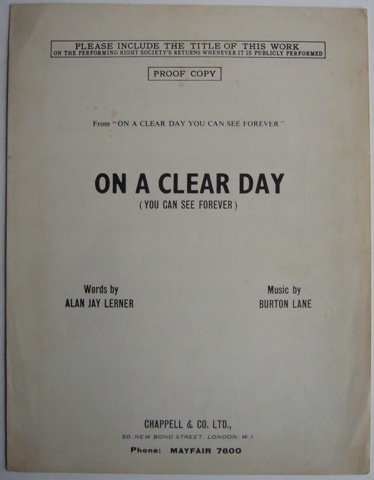 PLEASE INCLUDE THE TITLE OF THIS WORK
ON THE PERFORMING RIGHT SOCIETY'S RETURNS WHENEVER IT IS PUBLICLY PERFORMED
PROOF COPY
From "ON A CLEAR DAY YOU CAN SEE FOREVER"
ON A CLEAR DAY
(YOU CAN SEE FOREVER)
Words by
ALAN JAY LERNER
Music by
BURTON LANE
CHAPPELL & CO. LTD.,
50, NEW BOND STREET, LONDON, W.1
Phone: MAYFAIR 7600